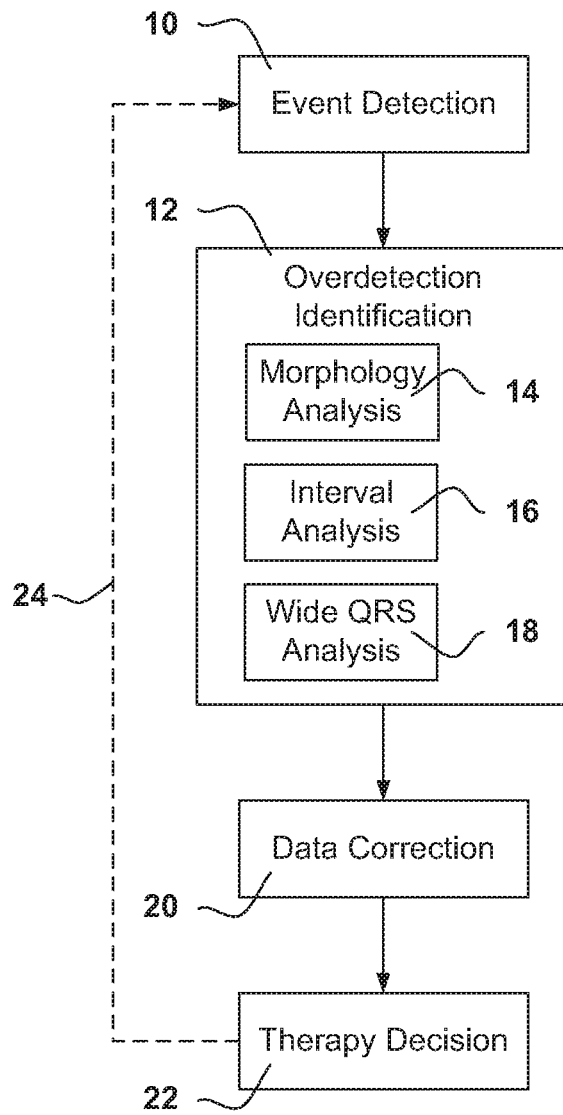 10
Event Detection
12
Overdetection
Identification
Morphology
Analysis
14
Interval
Analysis
16
24
Wide QRS
Analysis
18
Data Correction
20
Therapy Decision
22